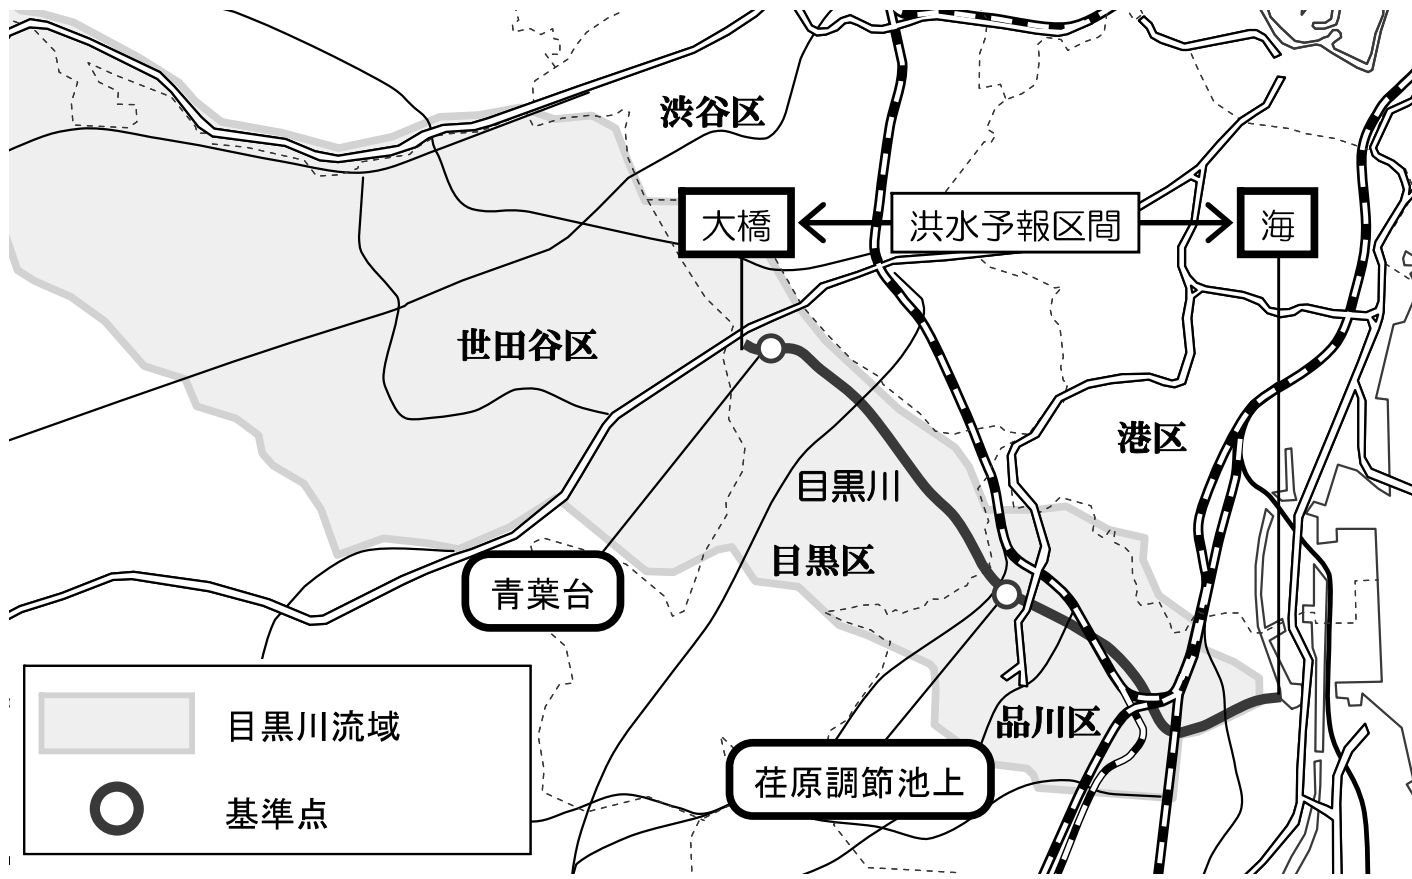 渋谷区
大橋
洪水予報区間
海
世田谷区
港区
目黒川
目黒区
青葉台
品川区
荏原調節池上
目黒川流域
基準点